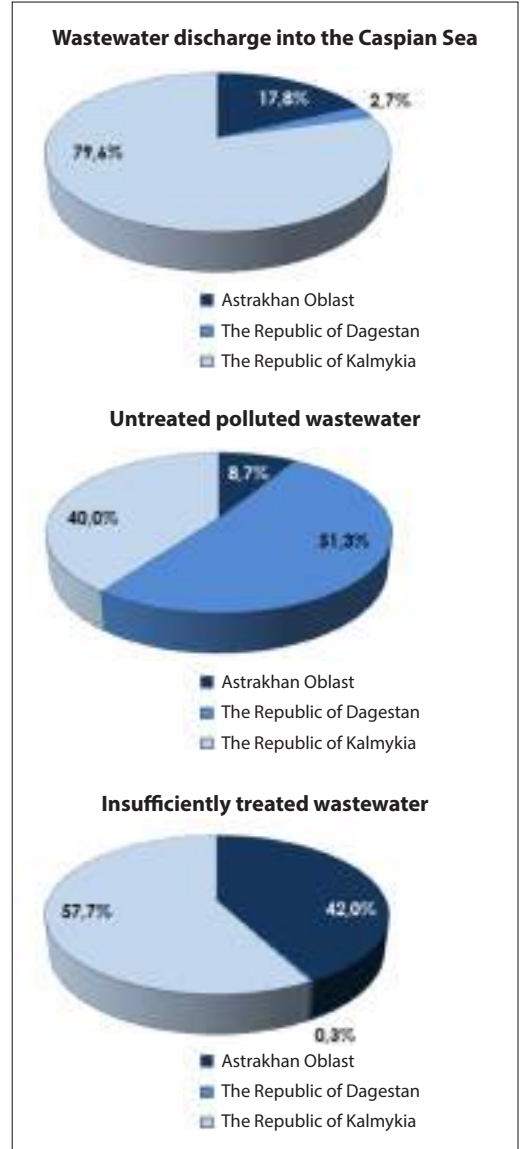 Wastewater discharge into the Caspian Sea
17,8%
2,7%
79,6%
Astrakhan Oblast
The Republic of Dagestan
The Republic of Kalmykia
Untreated polluted wastewater
8,7%
40,0%
51,3%
Astrakhan Oblast
The Republic of Dagestan
The Republic of Kalmykia
Insufficiently treated wastewater
57,7%
42,0%
0,3%
Astrakhan Oblast
The Republic of Dagestan
The Republic of Kalmykia